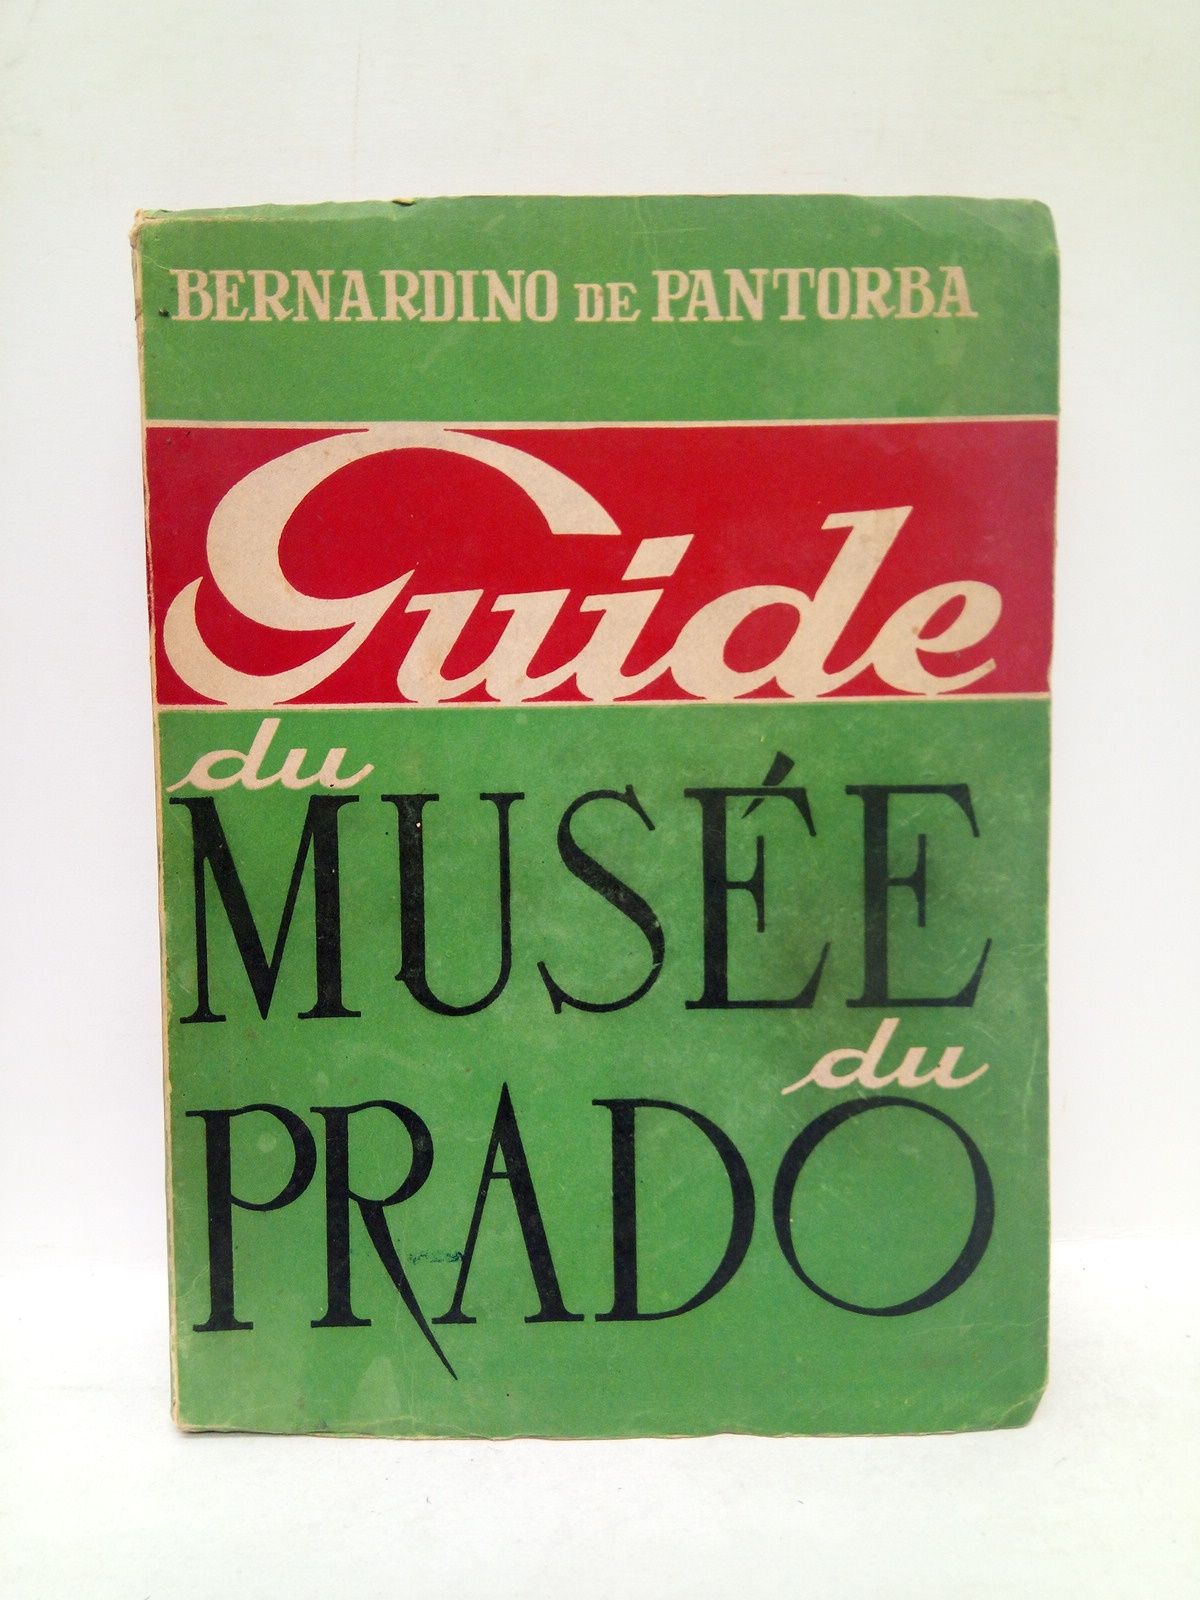 BERNARDINO DE PANTORBA
Guide
du
MUSÉE
du
PRADO